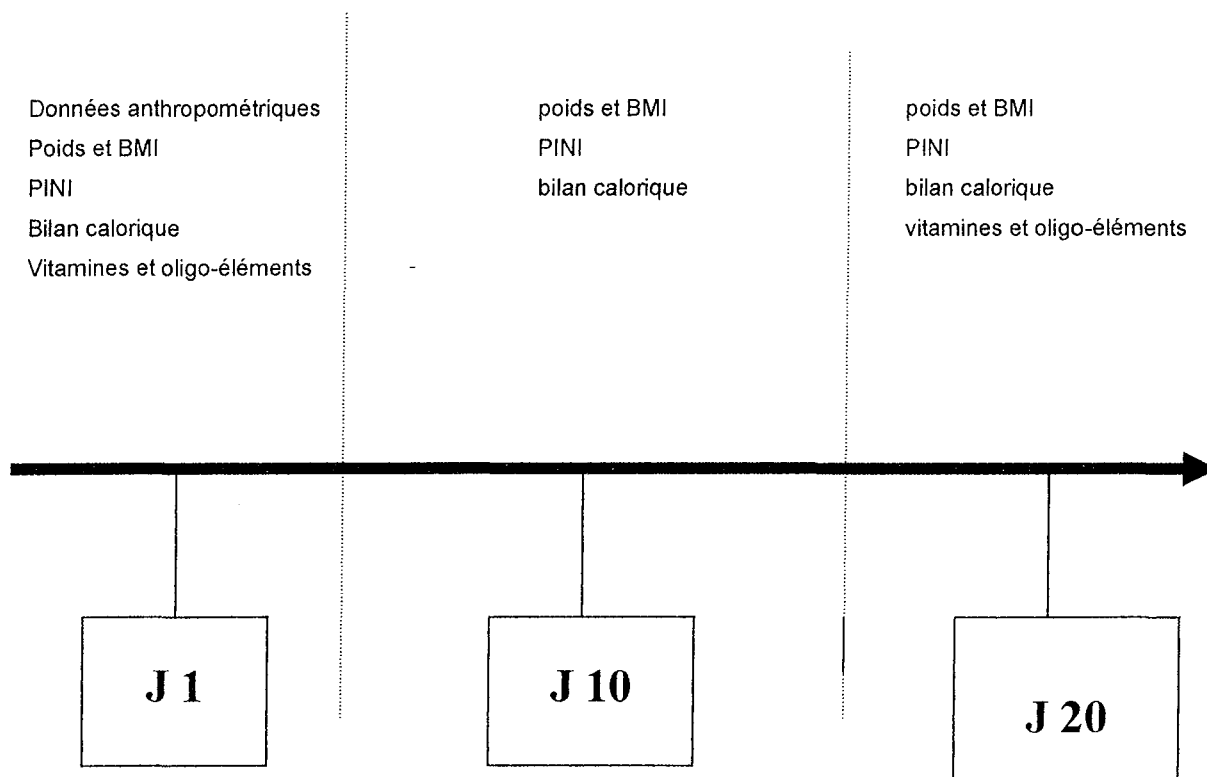 Données anthropométriques
Poids et BMI
PINI
Bilan calorique
Vitamines et oligo-éléments
poids et BMI
PINI
bilan calorique
poids et BMI
PINI
bilan calorique
vitamines et oligo-éléments
J 1
J 10
J 20